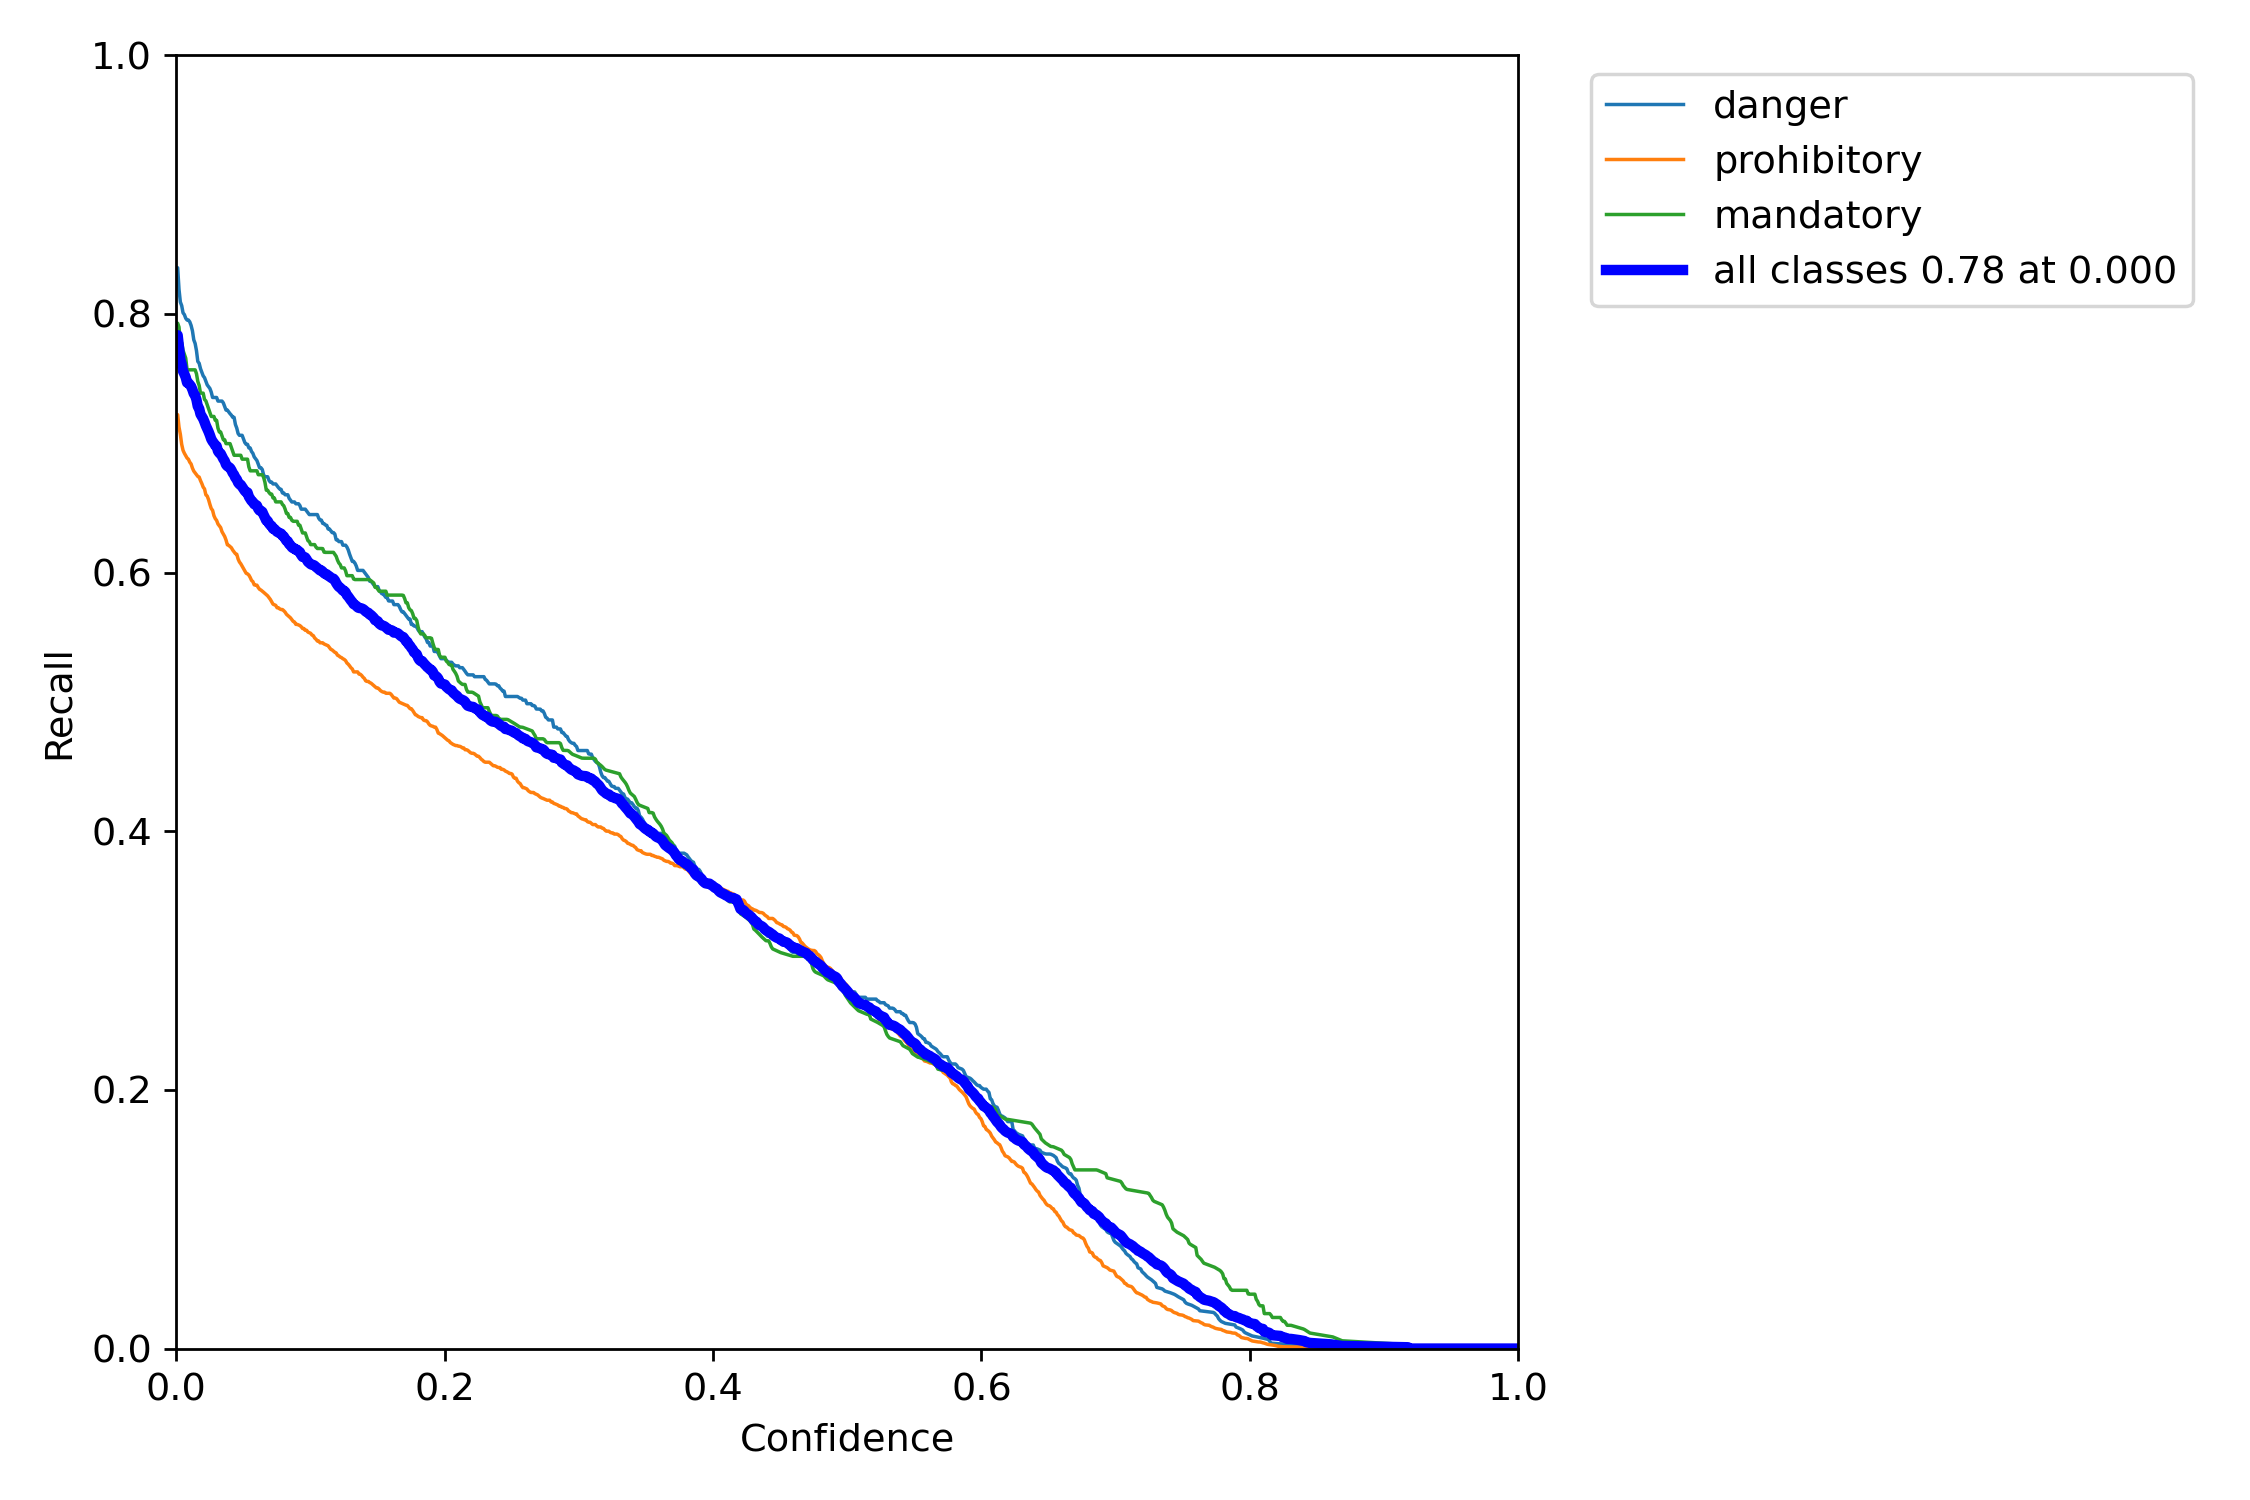 1.0
0.8
0.6
0.4
0.2
0.0
Recall
0.0 0.2 0.4 0.6 0.8 1.0
Confidence
danger
prohibitory
mandatory
all classes 0.78 at 0.000